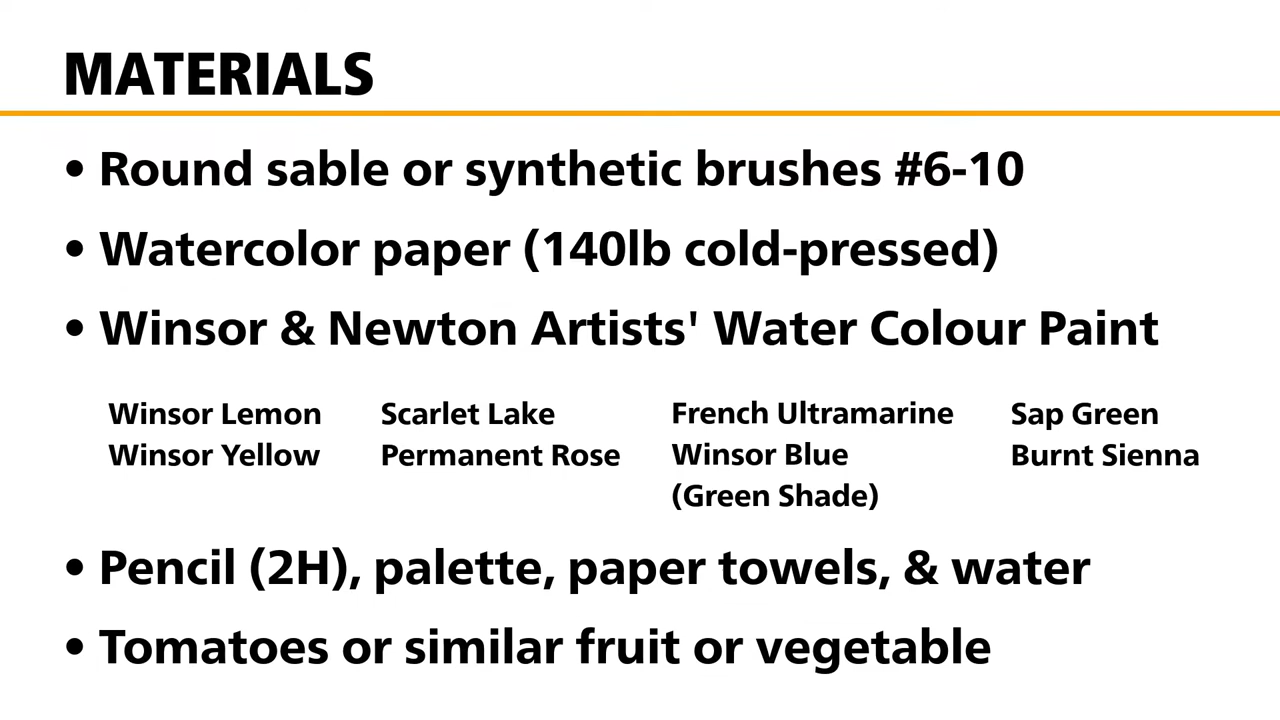 MATERIALS
• Round sable or synthetic brushes #6-10
• Watercolor paper (140lb cold-pressed)
• Winsor & Newton Artists' Water Colour Paint
Winsor Lemon
Winsor Yellow
Scarlet Lake
Permanent Rose
French Ultramarine
Winsor Blue
(Green Shade)
Sap Green
Burnt Sienna
• Pencil (2H), palette, paper towels, & water
• Tomatoes or similar fruit or vegetable